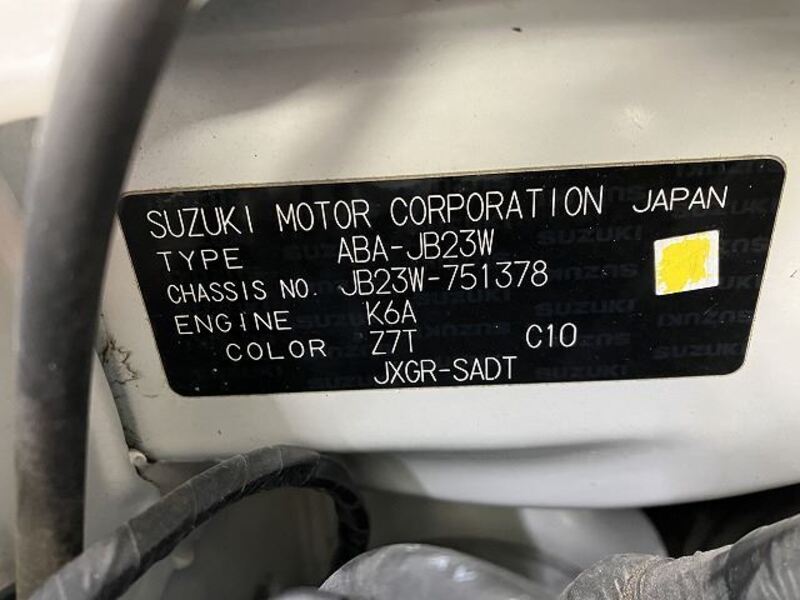 SUZUKI MOTOR CORPORATION JAPAN
TYPE ABA-JB23W
CHASSIS NO. JB23W-751378
ENGINE K6A
COLOR Z7T C10
JXGR-SADT